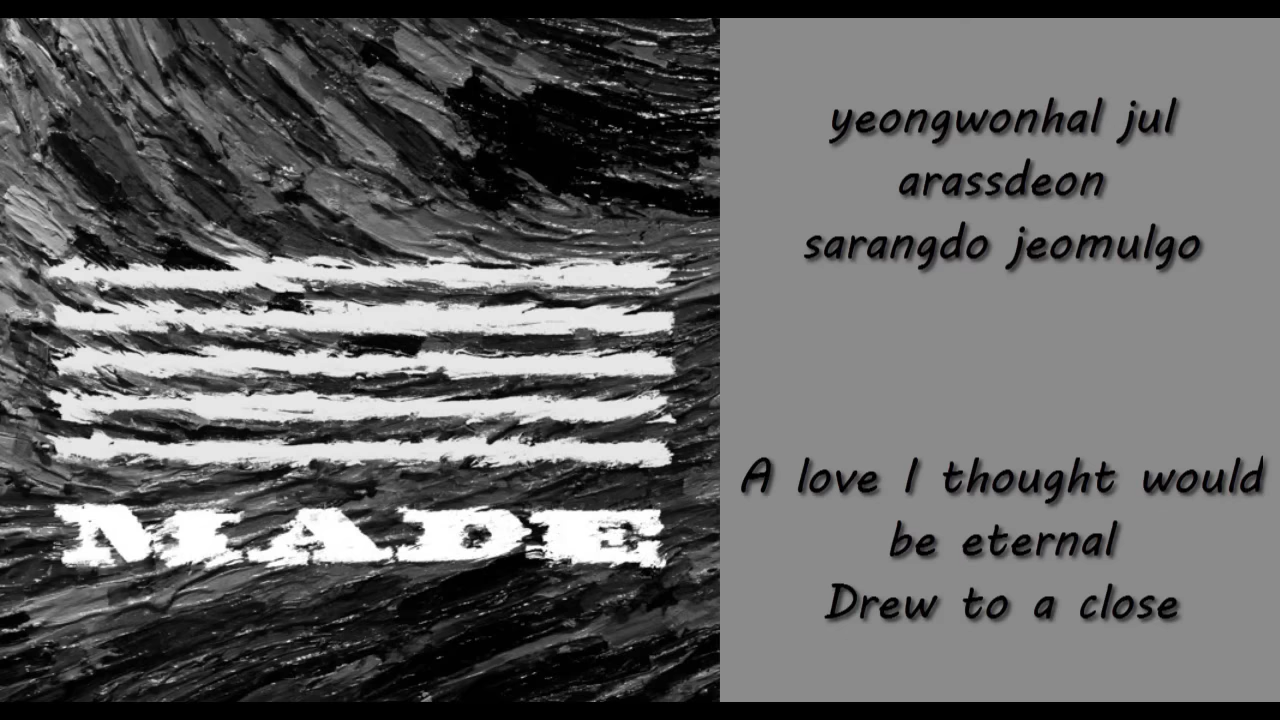 MADE
yeongwonhal jul
arassdeon
sarangdo jeomulgo
A love I thought would
be eternal
Drew to a close